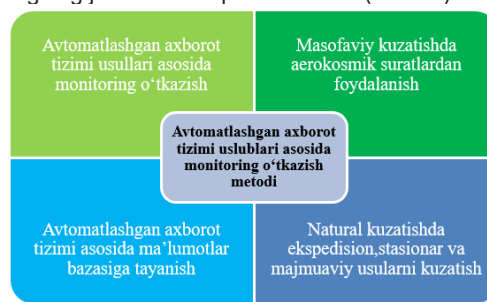 Avtomatlashgan axborot
tizimi usullari asosida
monitoring o‘tkazish
Masofaviy kuzatishda
aerokosmik suratlardan
foydalanish
Avtomatlashgan axborot
tizimi uslublari asosida
monitoring o‘tkazish
metodi
Avtomatlashgan axborot
tizimi asosida ma’lumotlar
bazasiga tayanish
Natural kuzatishda
ekspedision,stasionar va
majmuaviy usularni kuzatish